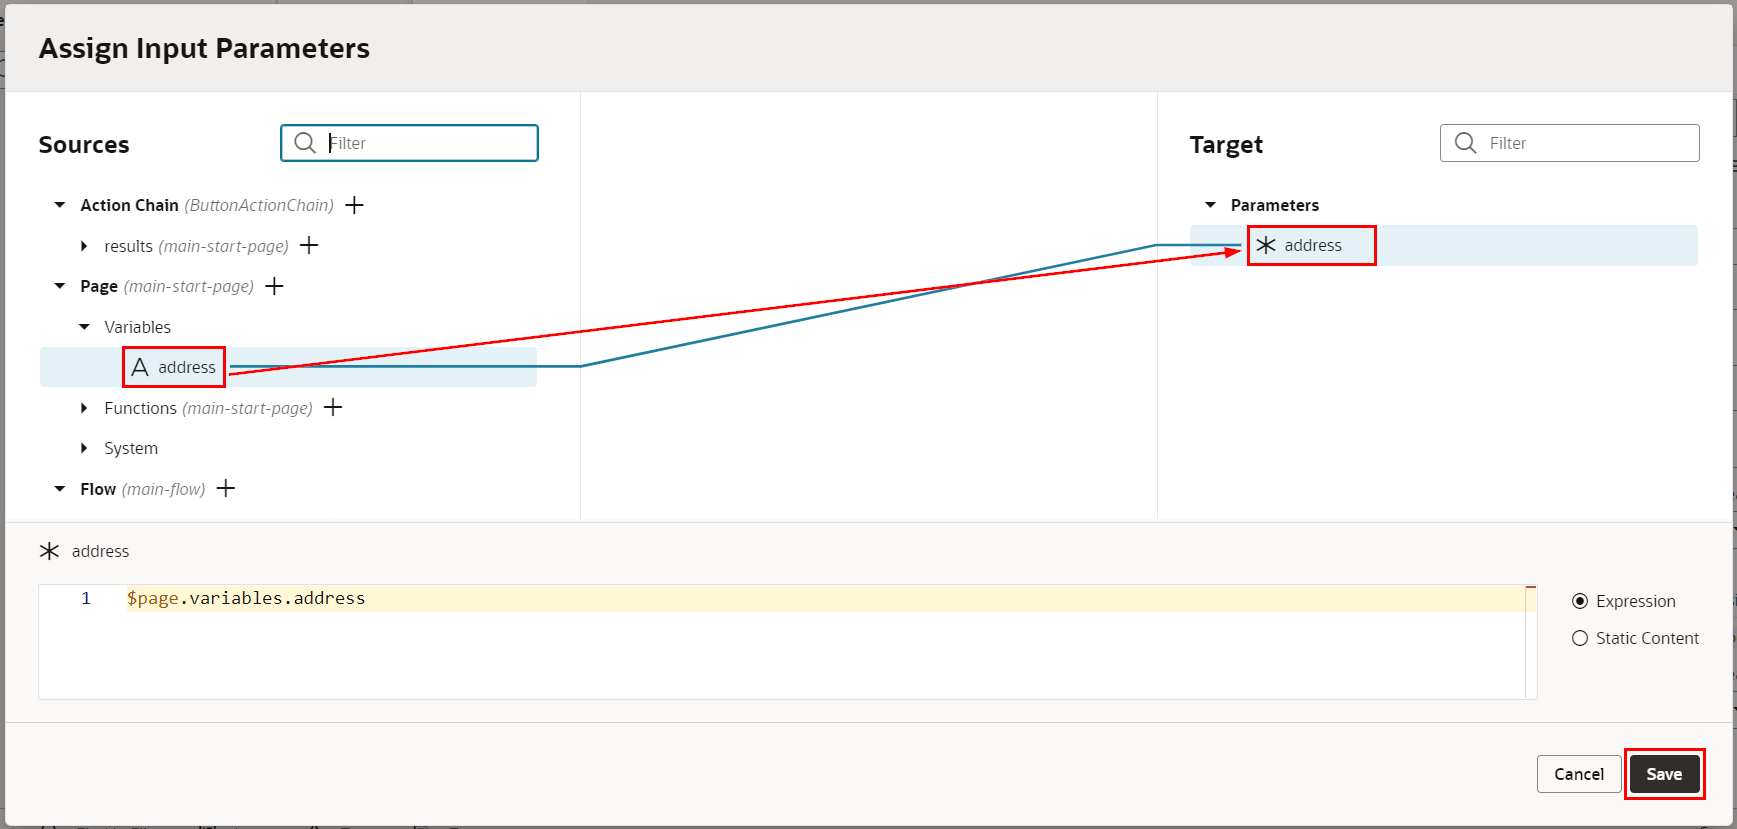 Assign Input Parameters
Sources
Filter
Action Chain (ButtonActionChain)
results (main-start-page)
Page (main-start-page)
Variables
address
Functions (main-start-page)
System
Flow (main-flow)
Target
Filter
Parameters
address
address
1 $page.variables.address
Expression
Static Content
Cancel
Save